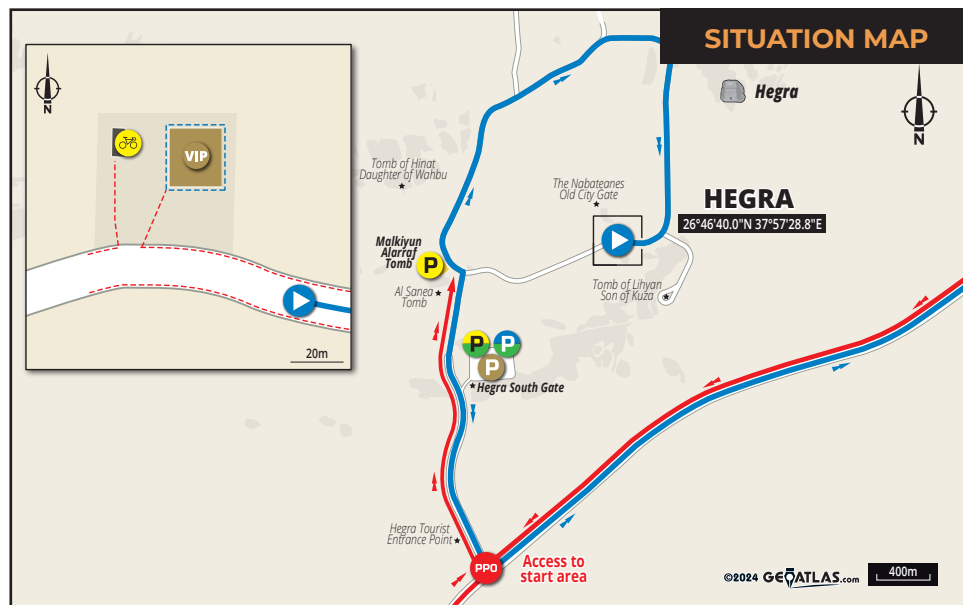 SITUATION MAP
N
VIP
20m
N
Hegra
Tomb of Hinat
Daughter of Wahbu
The Nabateanes
Old City Gate
HEGRA
26°46'40.0"N 37°57'28.8"E
Malkiyun
Alarraf
Tomb
P
Al Sanea
Tomb
Tomb of Lihyan
Son of Kuza
P
P
P
Hegra South Gate
Hegra Tourist
Entrance Point
PPO
Access to
start area
©2024 GEOATLAS.com
400m